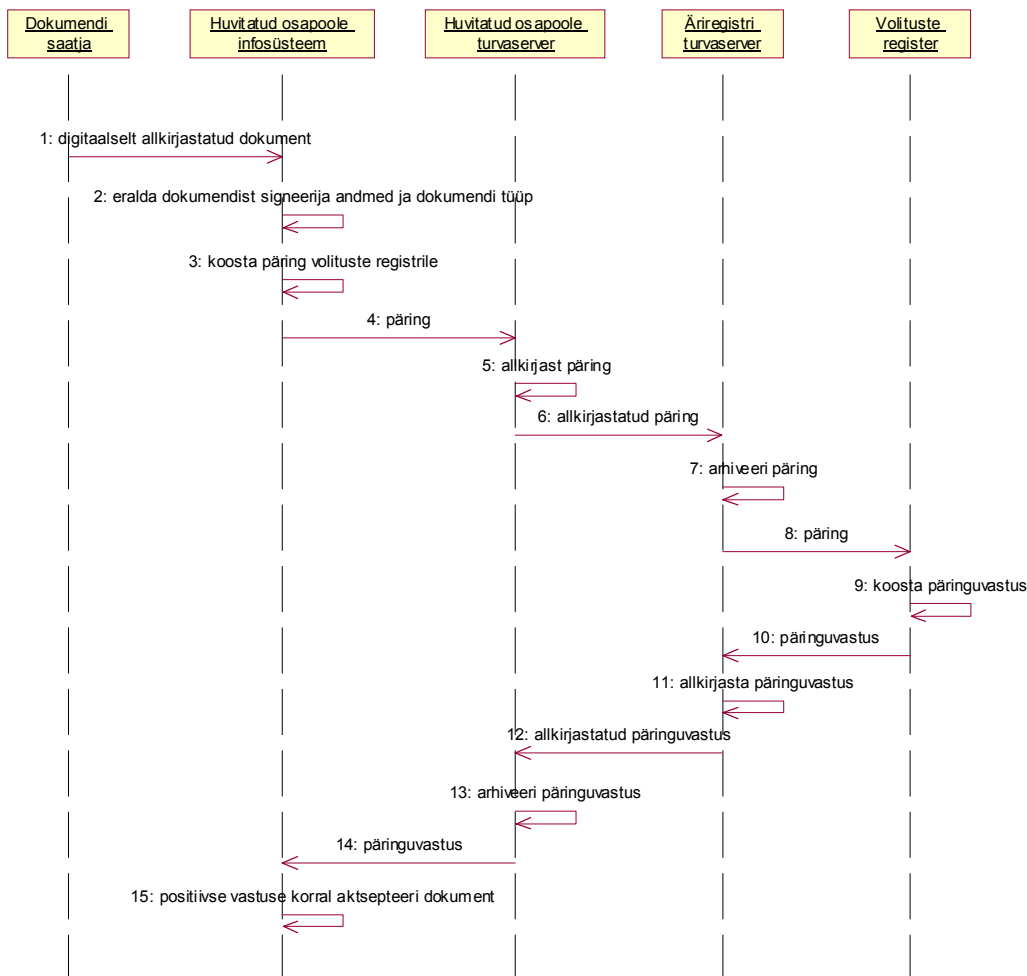 Dokumendi
saatja
Huvitatud osapoole
infosüsteem
Huvitatud osapoole
turvaserver
Äriregistri
turvaserver
Volituste
register
1: digitaalselt allkirjastatud dokument
2: eralda dokumendist signeerija andmed ja dokumendi tüüp
3: koosta päring volituste registrile
4: päring
5: allkirjast päring
6: allkirjastatud päring
7: arhiveeri päring
8: päring
9: koosta päringuvastus
10: päringuvastus
11: allkirjasta päringuvastus
12: allkirjastatud päringuvastus
13: arhiveeri päringuvastus
14: päringuvastus
15: positiivse vastuse korral aktsepteeri dokument